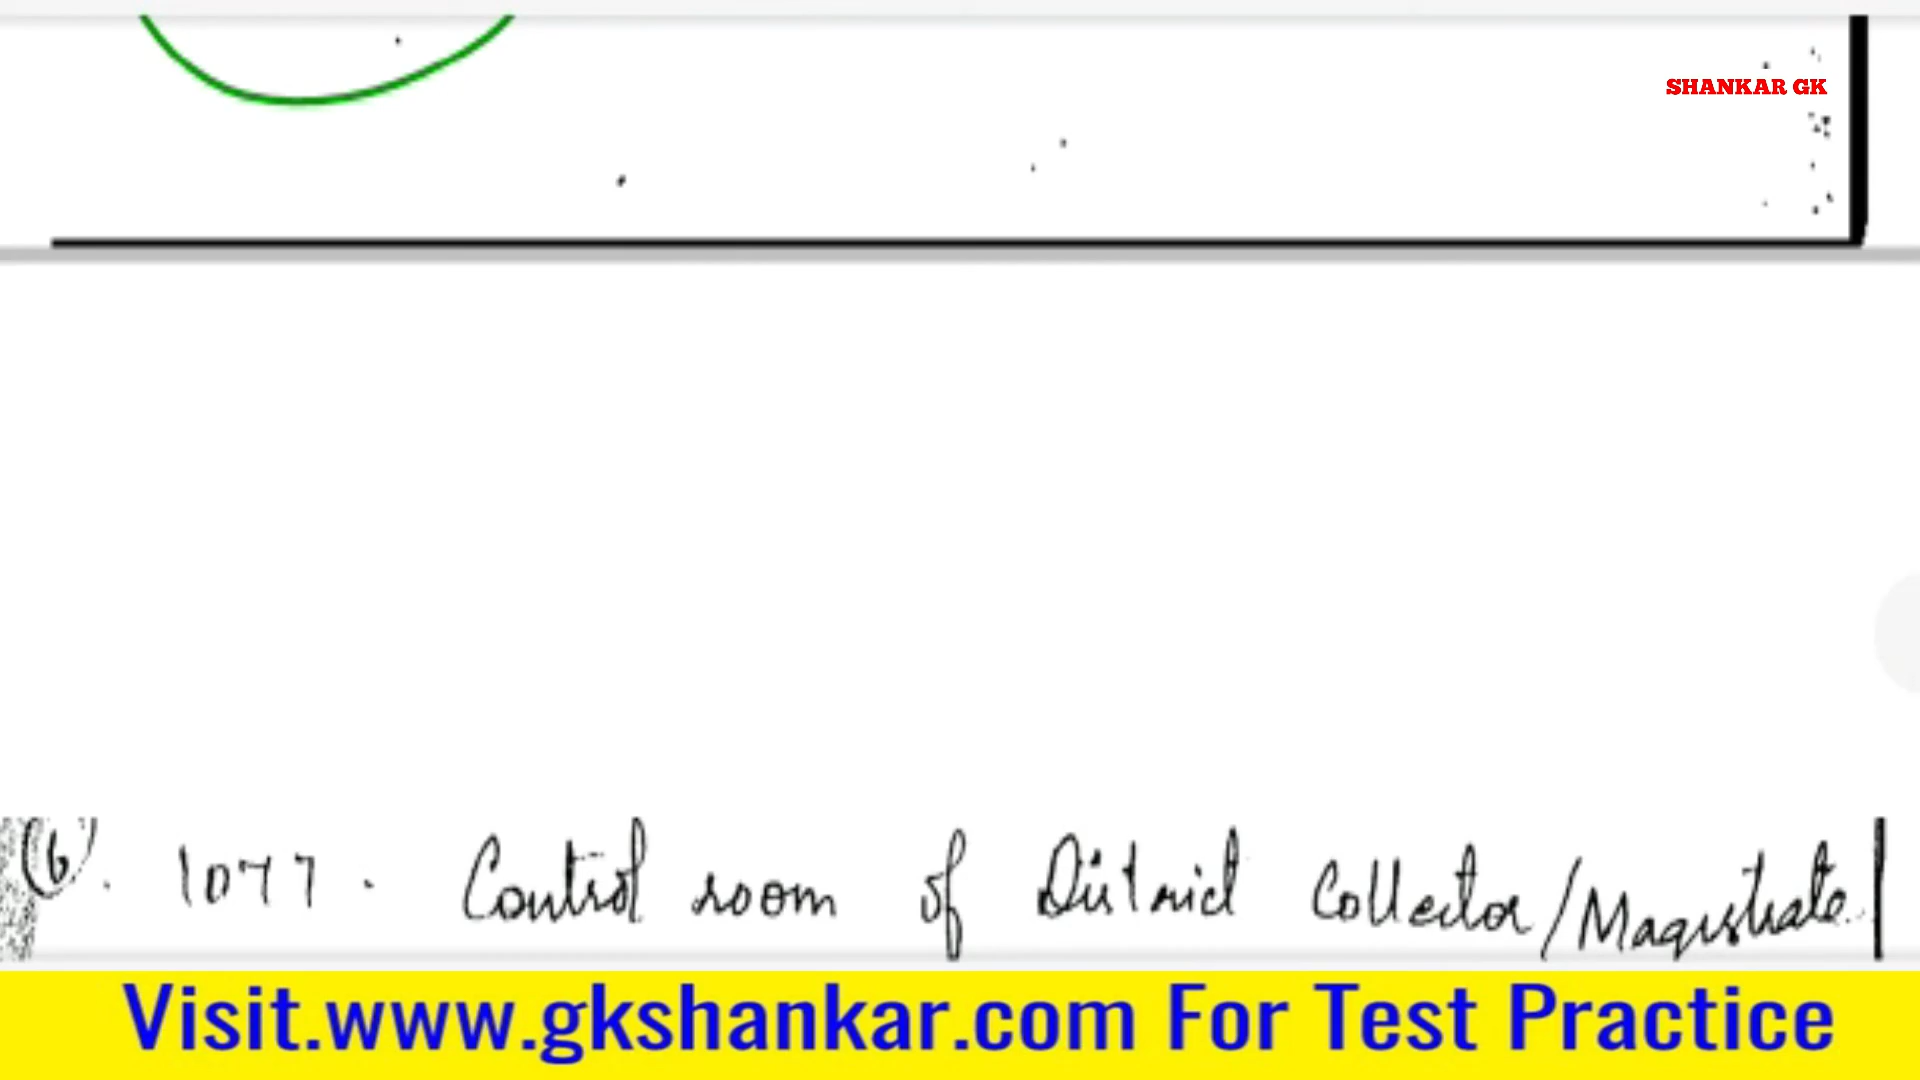 SHANKAR GK
(6). 1077. Control room of District Collector/Magistrate
Visit.www.gkshankar.com For Test Practice